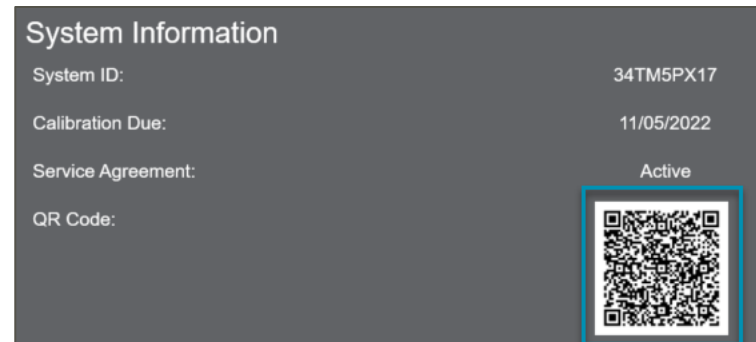 System Information
System ID: 34TM5PX17
Calibration Due: 11/05/2022
Service Agreement: Active
QR Code: